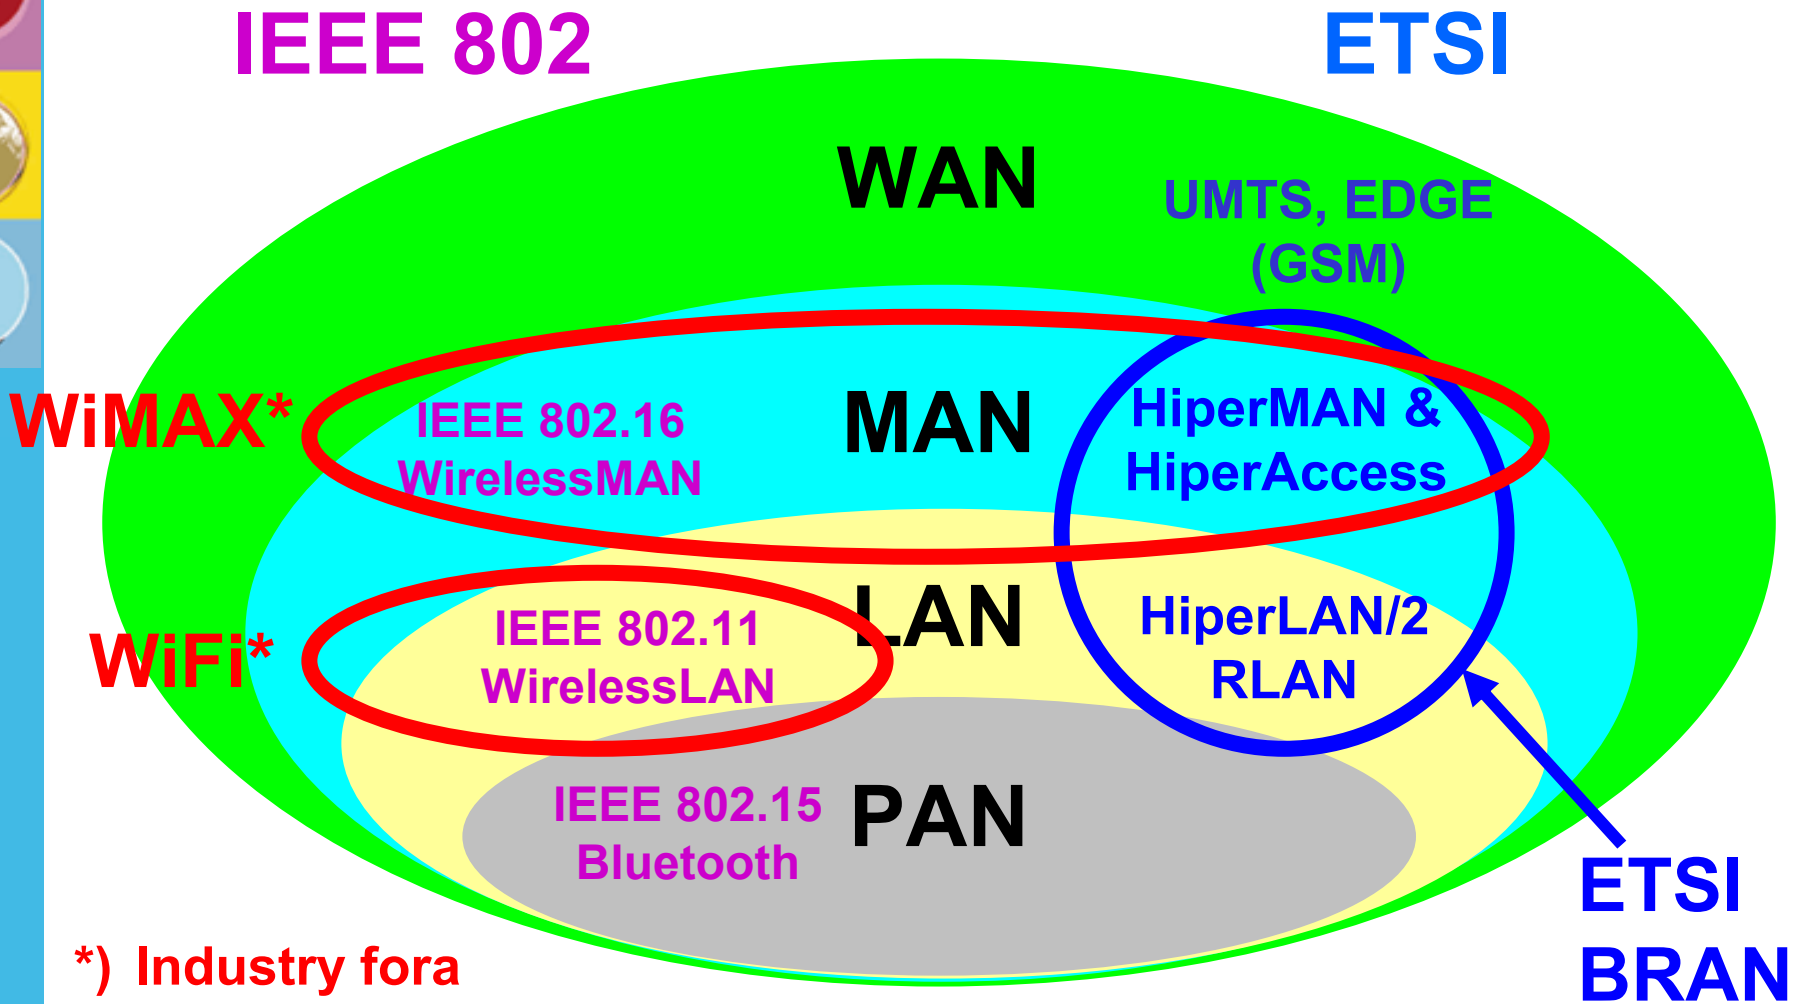 IEEE 802
ETSI
WAN
UMTS, EDGE
(GSM)
WiMAX*
IEEE 802.16
WirelessMAN
MAN
HiperMAN &
HiperAccess
WiFi*
IEEE 802.11
WirelessLAN
LAN
HiperLAN/2
RLAN
IEEE 802.15
Bluetooth
PAN
ETSI
BRAN
*) Industry fora